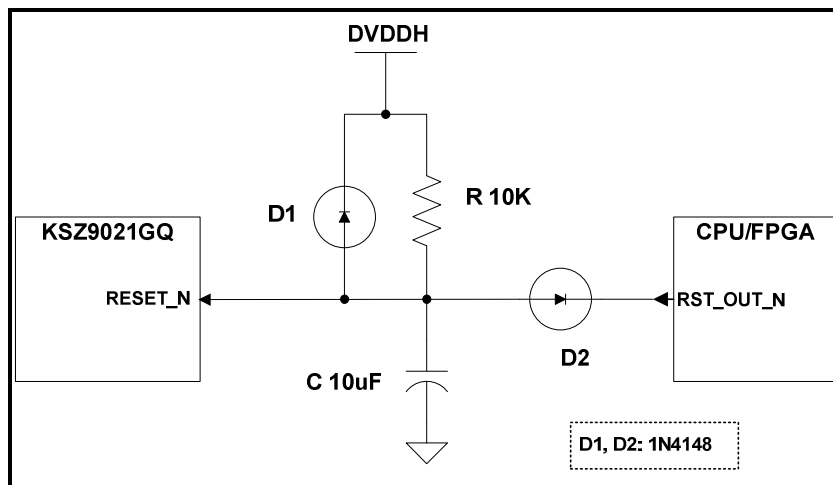 DVDDH
D1
R 10K
KSZ9021GQ
CPU/FPGA
RESET_N
RST_OUT_N
D2
C 10uF
D1, D2: 1N4148